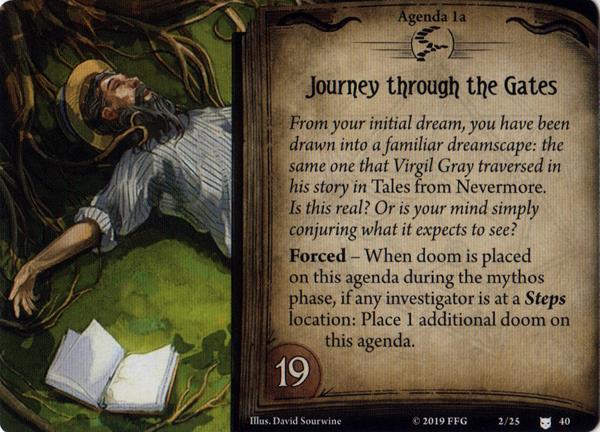 Agenda 1a
Journey through the Gates
From your initial dream, you have been
drawn into a familiar dreamscape: the
same one that Virgil Gray traversed in
his story in Tales from Nevermore.
Is this real? Or is your mind simply
conjuring what it expects to see?
Forced – When doom is placed
on this agenda during the mythos
phase, if any investigator is at a Steps
location: Place 1 additional doom on
this agenda.
19
Illus. David Sourwine © 2019 FFG 2/25 40